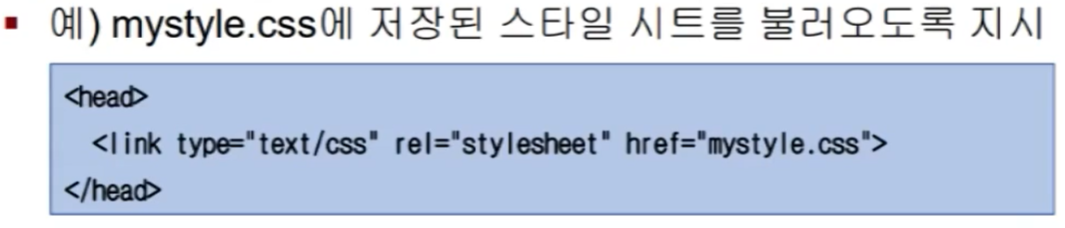 예) mystyle.css에 저장된 스타일 시트를 불러오도록 지시
<head>
<link type="text/css" rel="stylesheet" href="mystyle.css">
</head>